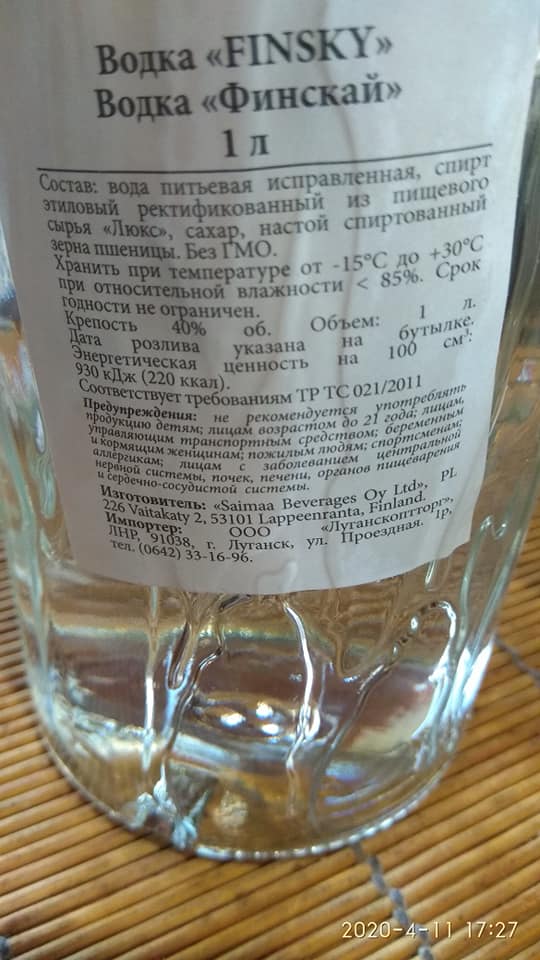 Водка «FINSKY»
Водка «Финскай»
1 л
Состав: вода питьевая исправленная, спирт
этиловый ректификованный из пищевого
сырья «Люкс», сахар, настой спиртованный
зерна пшеницы. Без ГМО.
Хранить при температуре от -15°С до +30°С
при относительной влажности < 85%. Срок
годности не ограничен.
Крепость 40% об. Объем: 1 л.
Дата розлива указана на бутылке.
Энергетическая ценность на 100 см³:
930 кДж (220 ккал).
Соответствует требованиям ТР ТС 021/2011
Предупреждения: не рекомендуется употреблять
продукцию детям; лицам возрастом до 21 года; лицам,
управляющим транспортным средством; беременным
и кормящим женщинам; пожилым людям; спортсменам;
аллергикам; лицам с заболеванием центральной
нервной системы, почек, печени, органов пищеварения
и сердечно-сосудистой системы.
Изготовитель: «Saimaa Beverages Oy Ltd», PL
226 Vaitakaty 2, 53101 Lappeenranta, Finland.
Импортер: ООО «Луганскоптторг»,
ЛНР, 91038, г. Луганск, ул. Проездная. 1р,
тел. (0642) 33-16-96.
2020-4-11 17:27